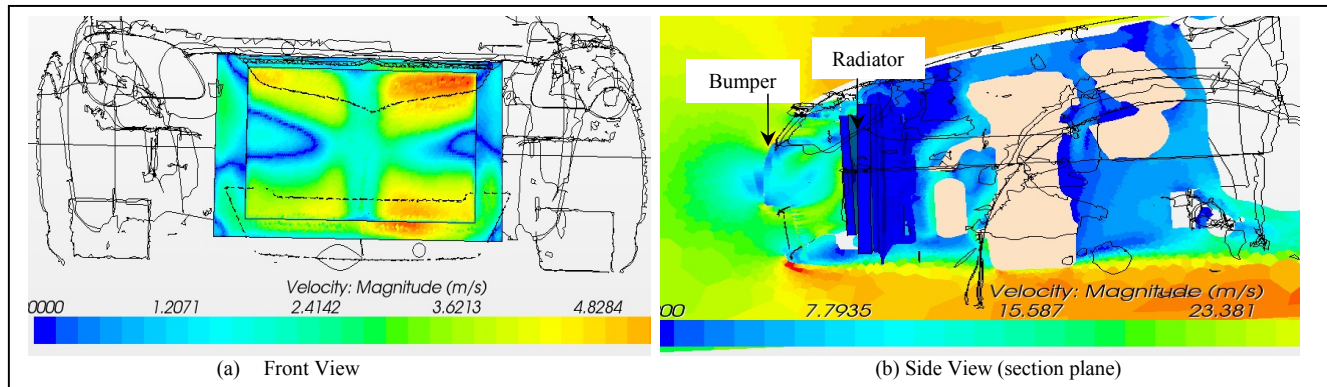 Radiator
Bumper
Velocity: Magnitude (m/s)
0000 1.2071 2.4142 3.6213 4.8284
Velocity: Magnitude (m/s)
00 7.7935 15.587 23.381
(a) Front View
(b) Side View (section plane)